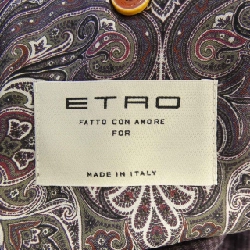 ETRO
FATTO CON AMORE
FOR
MADE IN ITALY